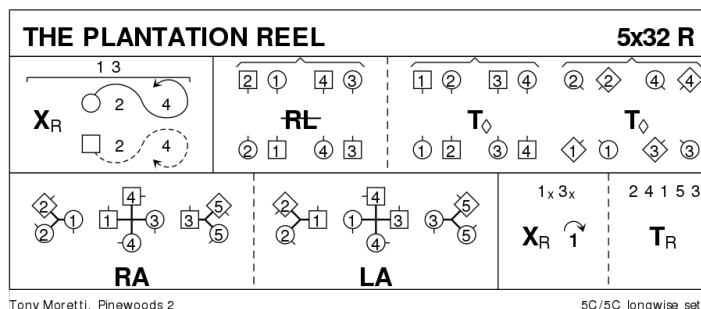 THE PLANTATION REEL 5x32 R
1 3
2 4
XR
2 4
2 1 4 3
RL
2 1 4 3
1 2 3 4 2 2 4 4
T◊ T◊
1 2 3 4 1 1 3 3
2 4 5
1 1 3 3
2 4 5
RA
2 4 5
1 1 3 3
2 4 5
LA
1x 3x
XR 1
2 4 1 5 3
TR
Tony Moretti, Pinewoods 2 5C/5C longwise set